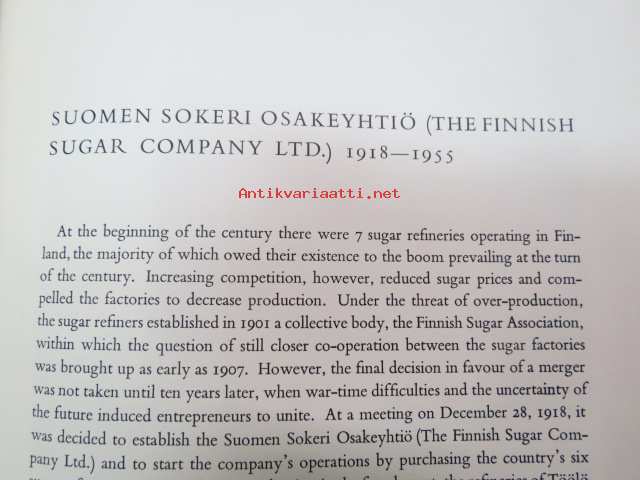 SUOMEN SOKERI OSAKEYHTIÖ (THE FINNISH
SUGAR COMPANY LTD.) 1918—1955
Antikvariaatti.net
At the beginning of the century there were 7 sugar refineries operating in Fin-
land, the majority of which owed their existence to the boom prevailing at the turn
of the century. Increasing competition, however, reduced sugar prices and com-
pelled the factories to decrease production. Under the threat of over-production,
the sugar refiners established in 1901 a collective body, the Finnish Sugar Association,
within which the question of still closer co-operation between the sugar factories
was brought up as early as 1907. However, the final decision in favour of a merger
was not taken until ten years later, when war-time difficulties and the uncertainty of
the future induced entrepreneurs to unite. At a meeting on December 28, 1918, it
was decided to establish the Suomen Sokeri Osakeyhtiö (The Finnish Sugar Com-
pany Ltd.) and to start the company's operations by purchasing the country's six
the refineries of Töölö